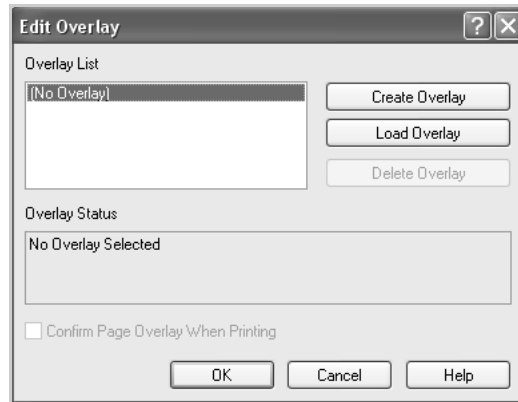 Edit Overlay
Overlay List
(No Overlay)
Create Overlay
Load Overlay
Delete Overlay
Overlay Status
No Overlay Selected
Confirm Page Overlay When Printing
OK Cancel Help